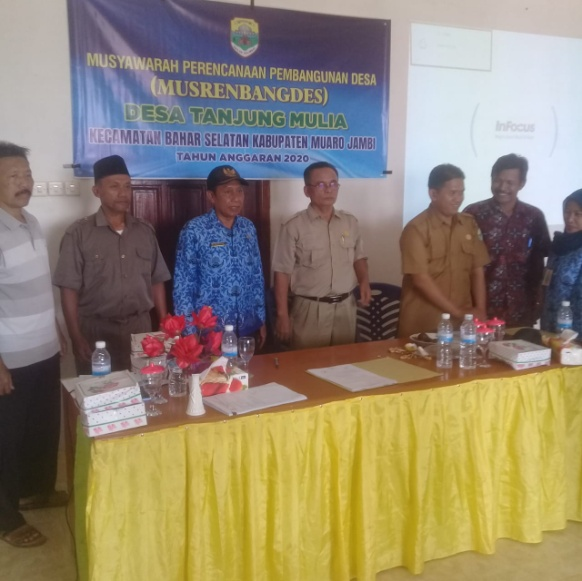 MUSYAWARAH PERENCANAAN PEMBANGUNAN DESA
(MUSRENBANGDES)
DESA TANJUNG MULIA
KECAMATAN BAHAR SELATAN KABUPATEN MUARO JAMBI
TAHUN ANGGARAN 2020
InFocus